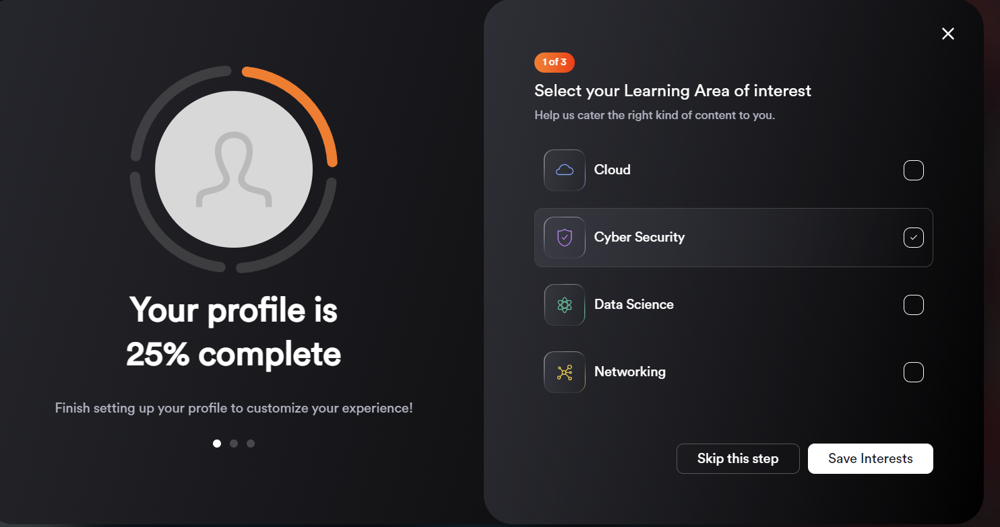 Your profile is
25% complete
Finish setting up your profile to customize your experience!
1 of 3
Select your Learning Area of interest
Help us cater the right kind of content to you.
Cloud
Cyber Security
Data Science
Networking
Skip this step
Save Interests